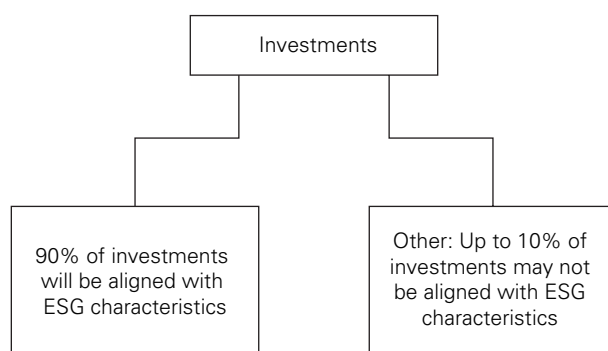 Investments
90% of investments
will be aligned with
ESG characteristics
Other: Up to 10% of
investments may not
be aligned with ESG
characteristics